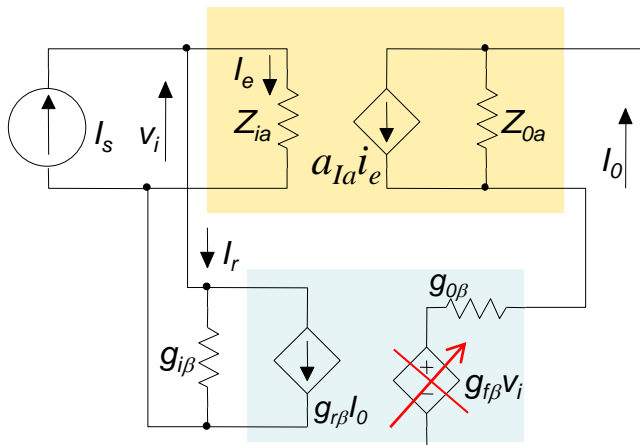 I_s
v_i
I_e
Z_ia
a_Ia i_e
Z_0a
I_0
I_r
g_iβ
g_rβ I_0
g_0β
+
−
g_fβ v_i